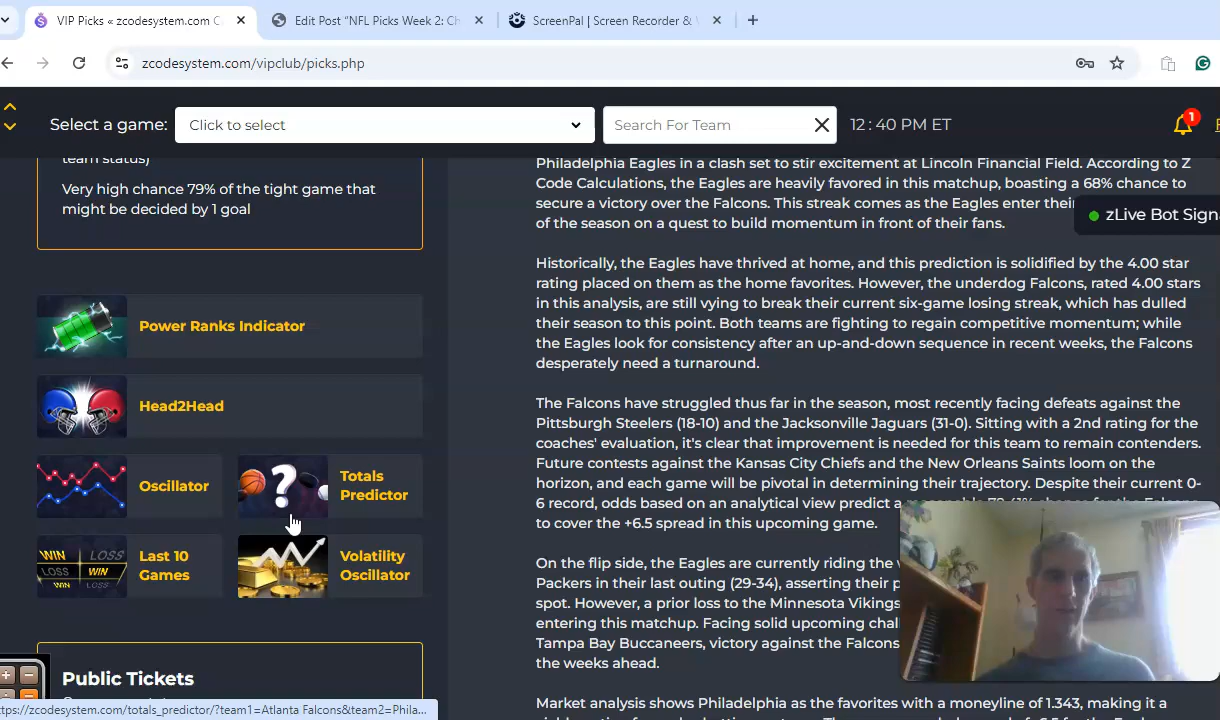 VIP Picks « zcodesystem.com C
Edit Post “NFL Picks Week 2: Ch
ScreenPal | Screen Recorder &
zcodesystem.com/vipclub/picks.php
Select a game:
Click to select
Search For Team
12 : 40 PM ET
1
team status)
Very high chance 79% of the tight game that
might be decided by 1 goal
Power Ranks Indicator
Head2Head
Oscillator
Totals
Predictor
WIN LOSS
LOSS WIN
WIN LOSS
Last 10
Games
Volatility
Oscillator
Public Tickets
ttps://zcodesystem.com/totals_predictor/?team1=Atlanta Falcons&team2=Phila...
Philadelphia Eagles in a clash set to stir excitement at Lincoln Financial Field. According to Z
Code Calculations, the Eagles are heavily favored in this matchup, boasting a 68% chance to
secure a victory over the Falcons. This streak comes as the Eagles enter their
of the season on a quest to build momentum in front of their fans.
zLive Bot Signa
Historically, the Eagles have thrived at home, and this prediction is solidified by the 4.00 star
rating placed on them as the home favorites. However, the underdog Falcons, rated 4.00 stars
in this analysis, are still vying to break their current six-game losing streak, which has dulled
their season to this point. Both teams are fighting to regain competitive momentum; while
the Eagles look for consistency after an up-and-down sequence in recent weeks, the Falcons
desperately need a turnaround.
The Falcons have struggled thus far in the season, most recently facing defeats against the
Pittsburgh Steelers (18-10) and the Jacksonville Jaguars (31-0). Sitting with a 2nd rating for the
coaches' evaluation, it's clear that improvement is needed for this team to remain contenders.
Future contests against the Kansas City Chiefs and the New Orleans Saints loom on the
horizon, and each game will be pivotal in determining their trajectory. Despite their current 0-
6 record, odds based on an analytical view predict a
to cover the +6.5 spread in this upcoming game.
On the flip side, the Eagles are currently riding the
Packers in their last outing (29-34), asserting their
spot. However, a prior loss to the Minnesota Vikings
entering this matchup. Facing solid upcoming
Tampa Bay Buccaneers, victory against the Falcons
the weeks ahead.
Market analysis shows Philadelphia as the favorites with a moneyline of 1.343, making it a